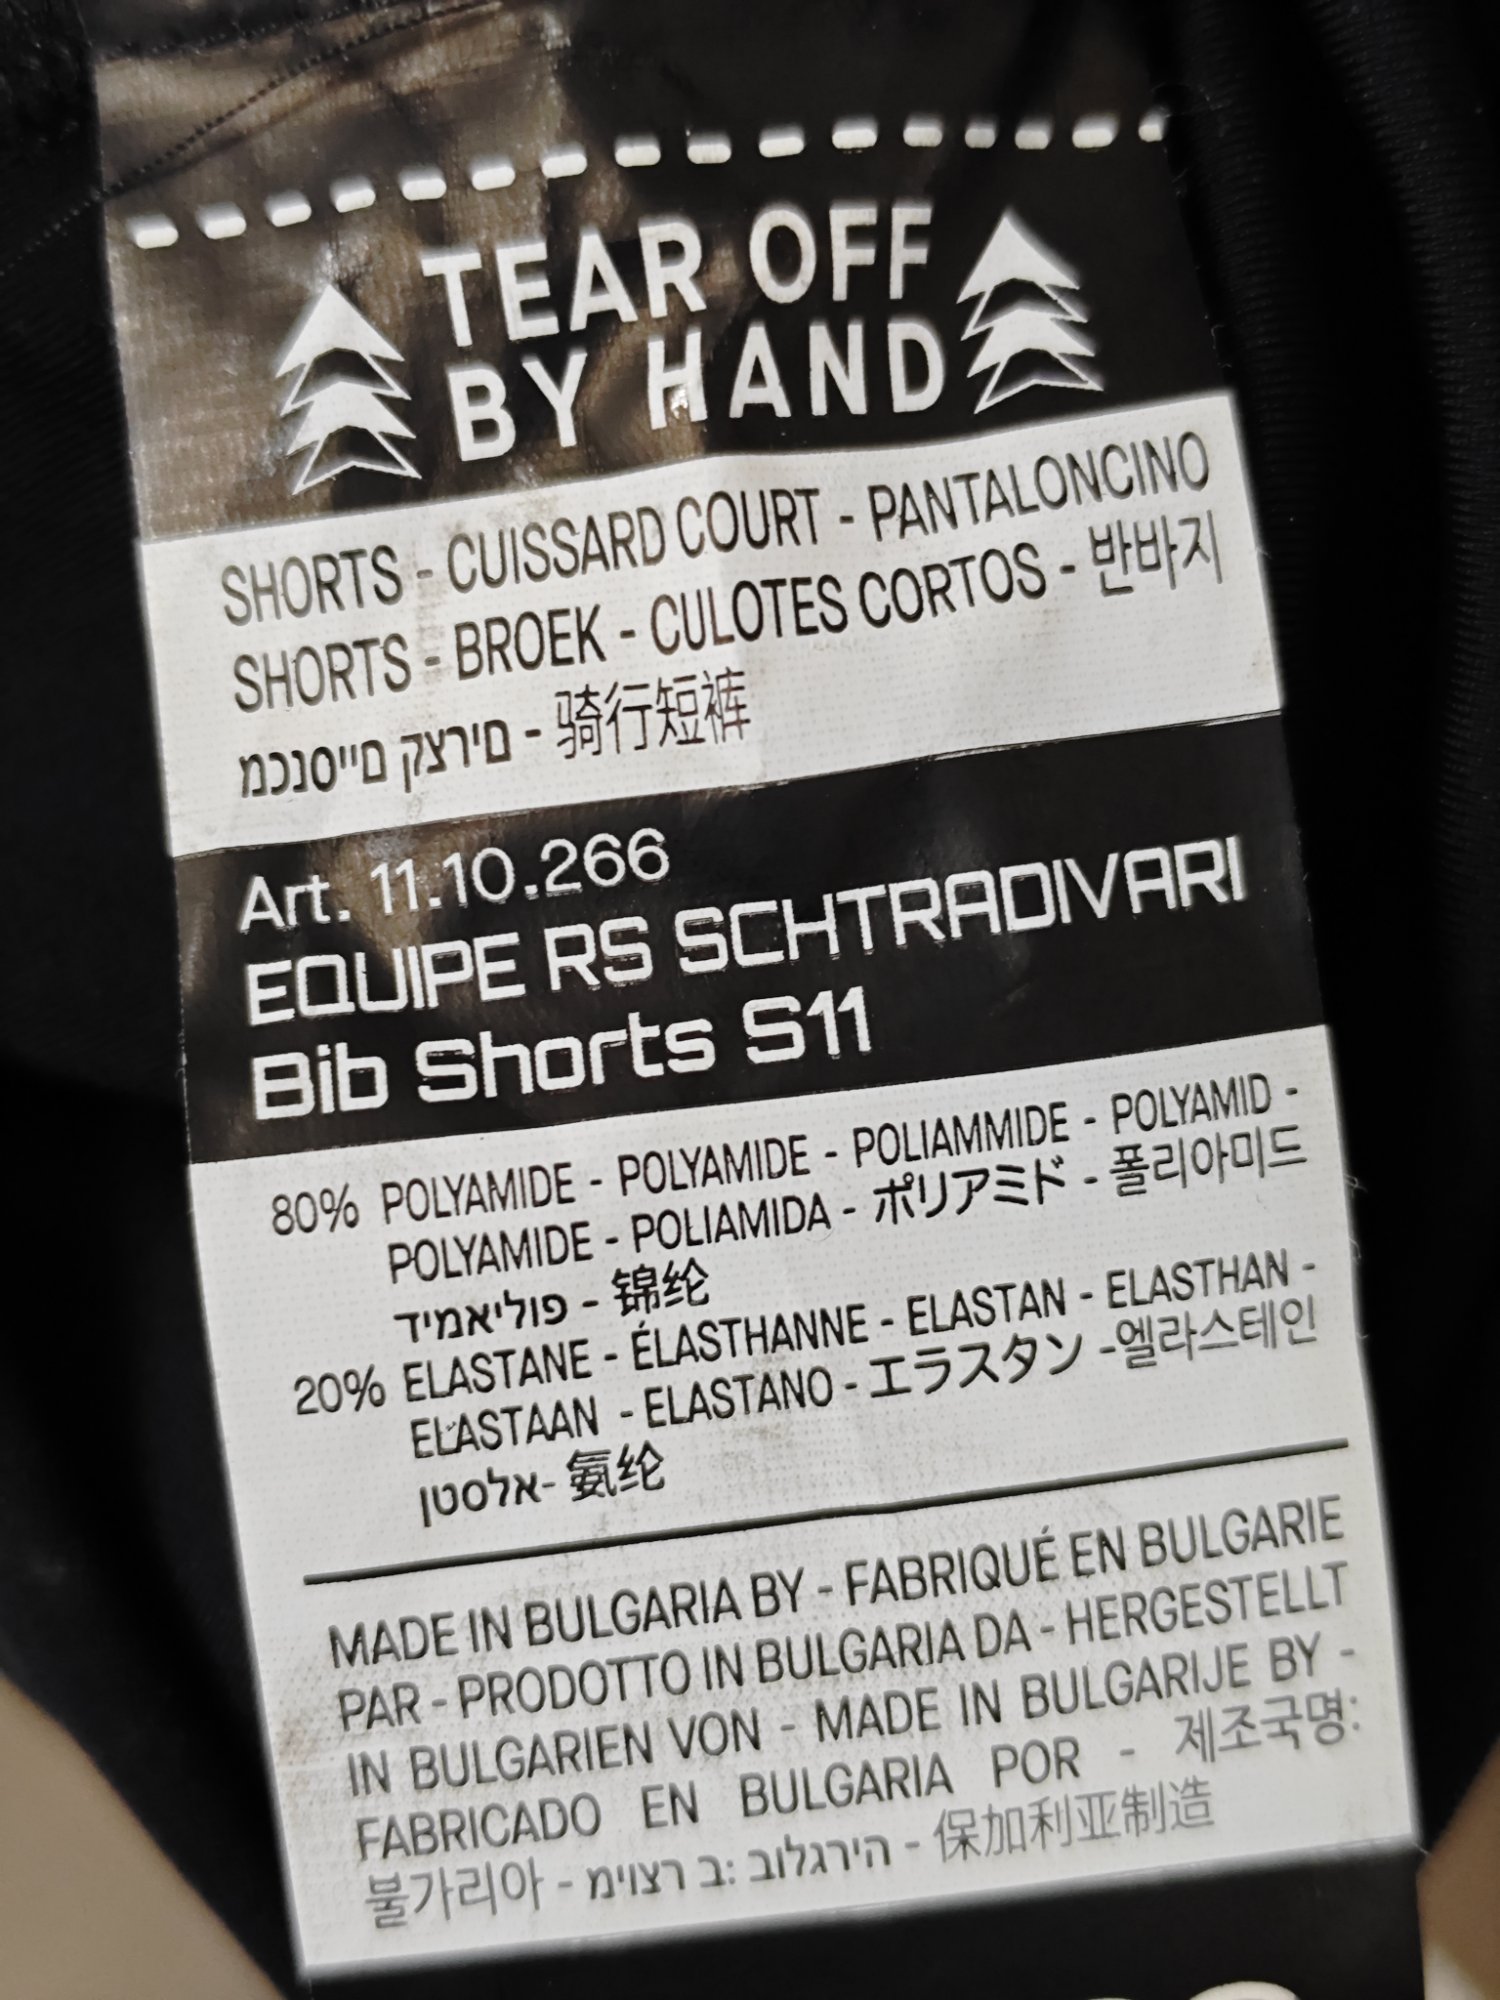 TEAR OFF
BY HAND
SHORTS - CUISSARD COURT - PANTALONCINO
SHORTS - BROEK - CULOTES CORTOS - 반바지
םיריצק םייסנכמ - 骑行短裤
Art. 11.10.266
EQUIPE RS SCHTRADIVARI
Bib Shorts S11
80% POLYAMIDE - POLYAMIDE - POLIAMMIDE - POLYAMID -
POLYAMIDE - POLIAMIDA - ポリアミド - 폴리아미드
פוליאמיד - 锦纶
20% ELASTANE - ÉLASTHANNE - ELASTAN - ELASTHAN -
ELASTAAN - ELASTANO - エラスタン -엘라스테인
אלסטן- 氨纶
MADE IN BULGARIA BY - FABRIQUÉ EN BULGARIE
PAR - PRODOTTO IN BULGARIA DA - HERGESTELLT
IN BULGARIEN VON - MADE IN BULGARIJE BY -
FABRICADO EN BULGARIA POR - 제조국명:
불가리아 - מיוצר ב: בולגריה - 保加利亚制造